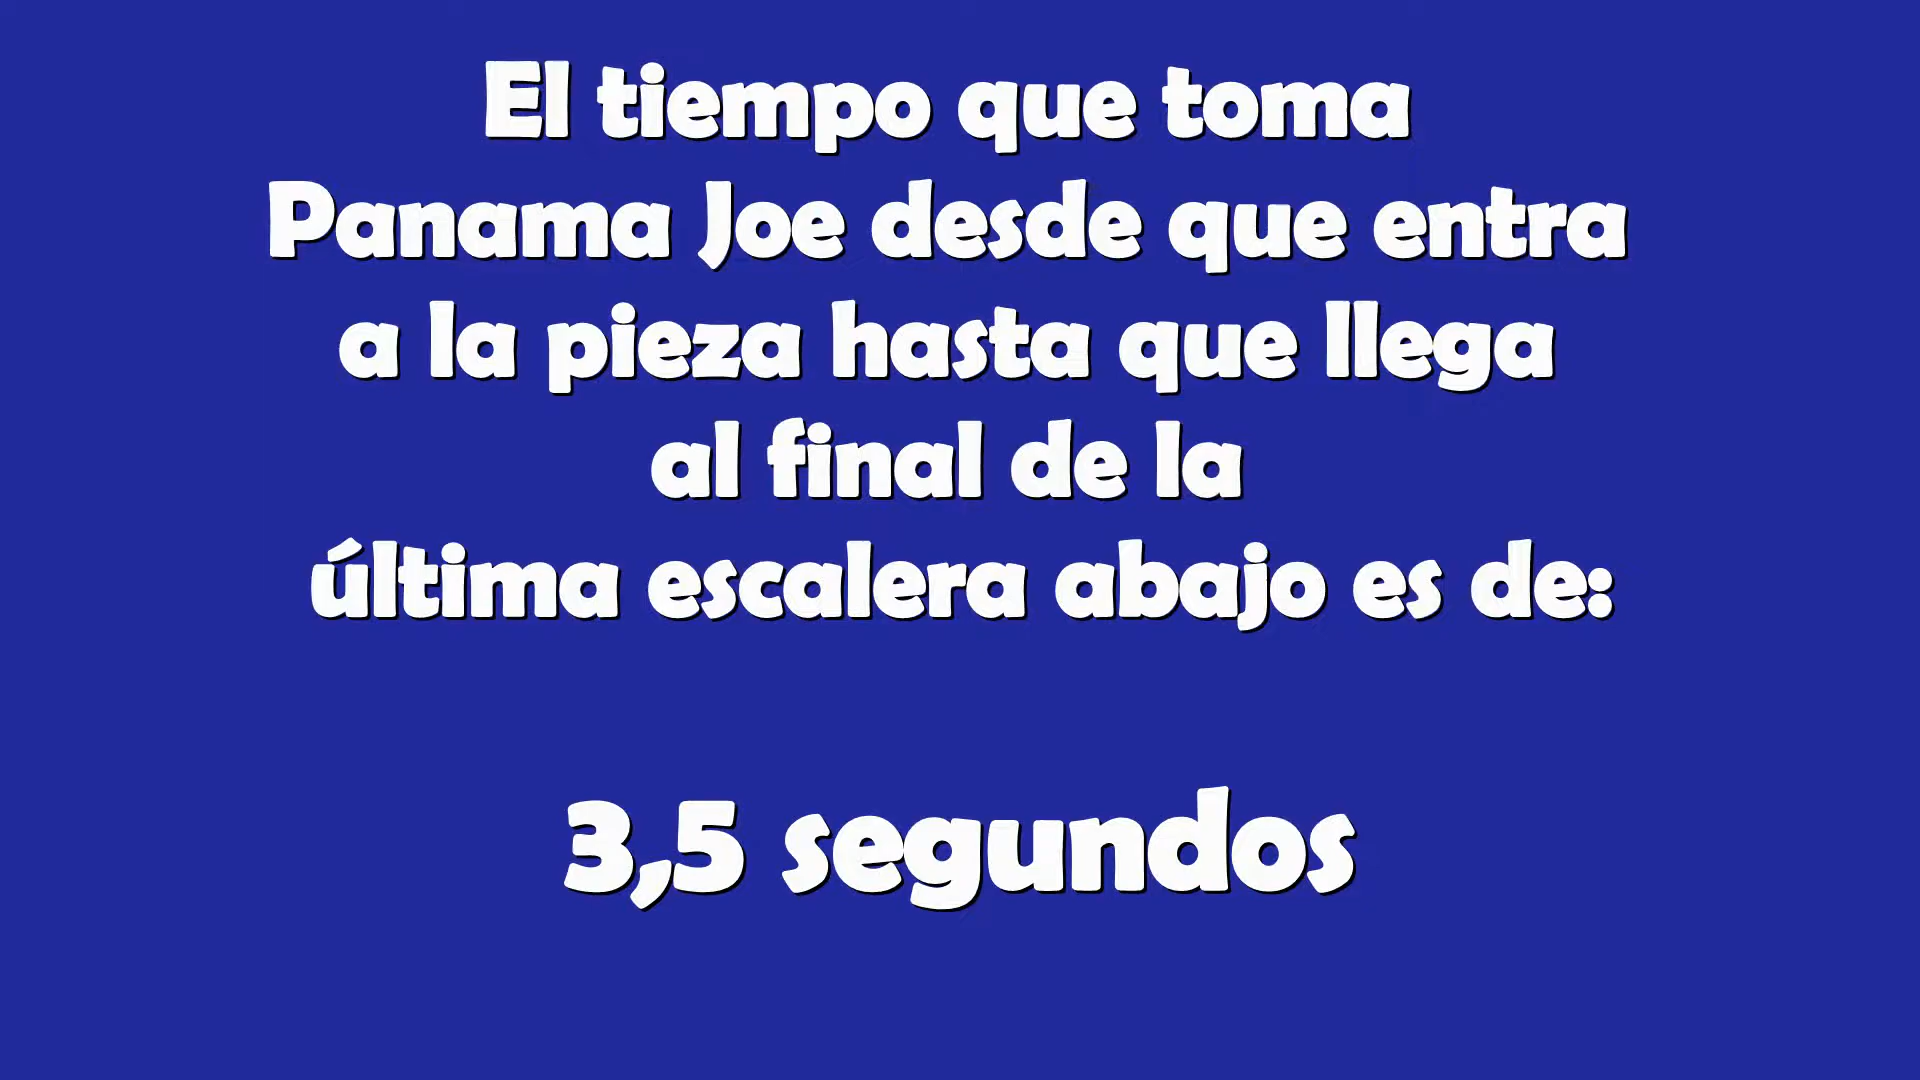 El tiempo que toma
Panama Joe desde que entra
a la pieza hasta que llega
al final de la
última escalera abajo es de:
3,5 segundos